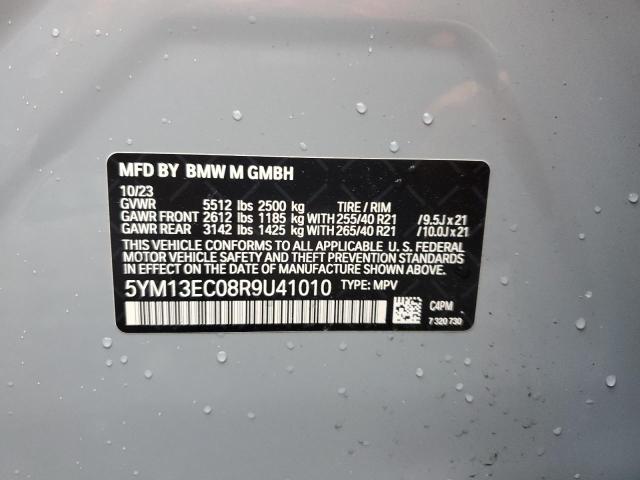 MFD BY BMW M GMBH
10/23
GVWR 5512 lbs 2500 kg TIRE / RIM
GAWR FRONT 2612 lbs 1185 kg WITH 255/40 R21 /9.5J x 21
GAWR REAR 3142 lbs 1425 kg WITH 265/40 R21 /10.0J x 21
THIS VEHICLE CONFORMS TO ALL APPLICABLE U. S. FEDERAL
MOTOR VEHICLE SAFETY, BUMPER AND THEFT
PREVENTION STANDARDS IN EFFECT ON THE DATE OF
MANUFACTURE SHOWN ABOVE.
5YM13EC08R9U41010 TYPE: MPV
C4PM
7 320 730